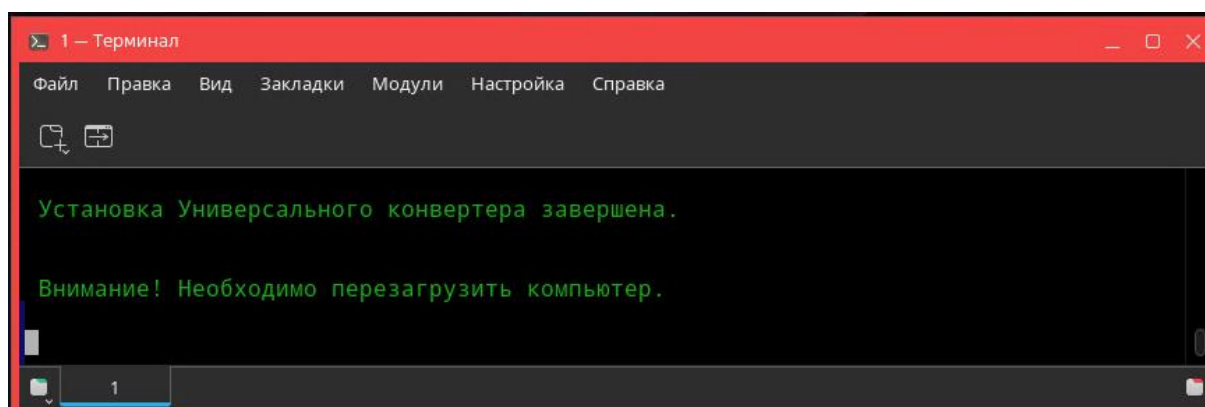 1 — Терминал
Файл Правка Вид Закладки Модули Настройка Справка
Установка Универсального конвертера завершена.
Внимание! Необходимо перезагрузить компьютер.
1